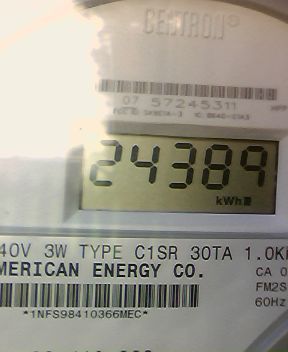 CENTRON®
07 57245311
24389
kWh
40V 3W TYPE C1SR 30TA 1.0K
MERICAN ENERGY CO.
CA 0
FM2S
60Hz
*1NFS98410366MEC*